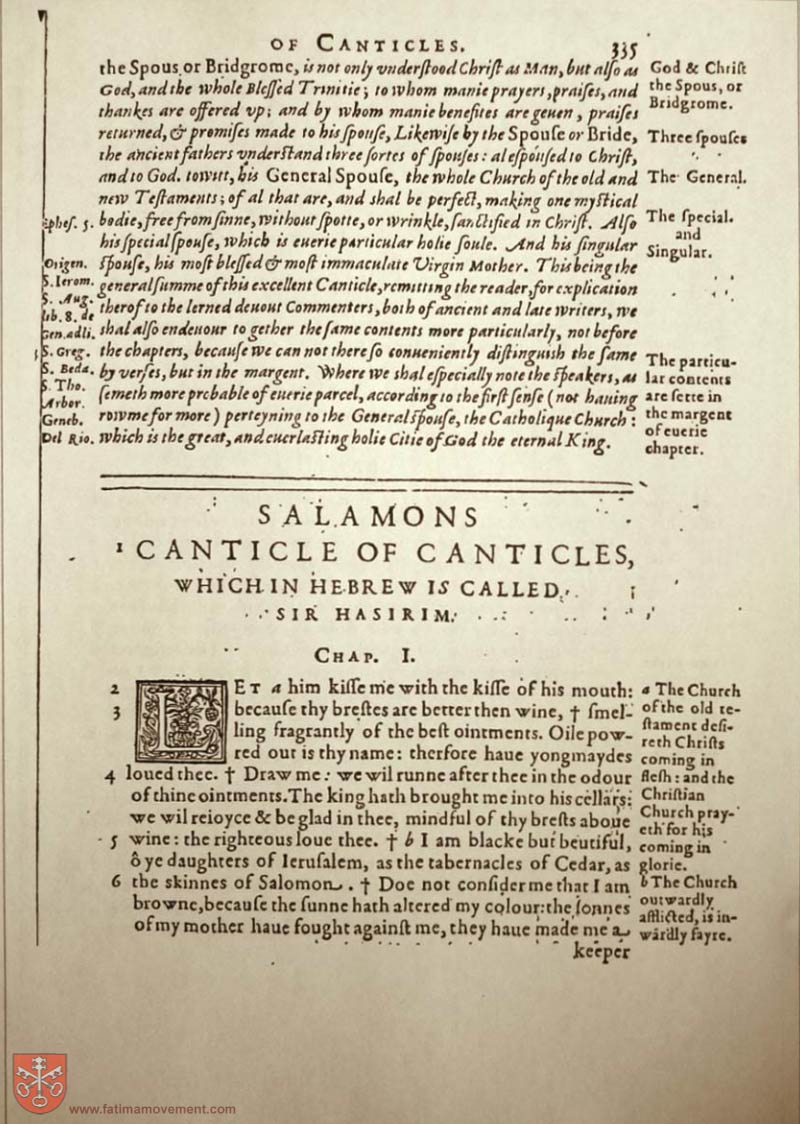 OF CANTICLES.
335
the Spous, or Bridgrome, is not only vnderstood Christ as Man, but also as
God, and the whole Blessed Trinitie; to whom manie prayers, praises, and
thankes are offered vp; and by whom manie benefites are geuen, praises
returned, & promises made to his spouse, Likewise by the Spouse or Bride,
the ancient fathers vnderstand three sortes of spouses: al espoused to Christ,
and to God. towit, his General Spouse, the whole Church of the old and
new Testaments; of al that are, and shal be perfect, making one mystical
bodie, free from sinne, without spotte, or wrinkle, sanctified in Christ. Also
his special spouse, which is euerie particular holie soule. And his singular
spouse, his most blessed & most immaculate Virgin Mother. This being the
general summe of this excellent Canticle, remitting the reader, for explication
therof to the lerned deuout Commenters, both of ancient and late writers, we
shal also endeuour to gether the same contents more particularly, not before
the chapters, because we can not there so conueniently distinguish the same
by verses, but in the margent. Where we shal especially note the speakers, as
semeth more probable of euerie parcel, according to the first sense (not hauing
rowme for more) perteyning to the General spouse, the Catholique Church:
which is the great, and euerlasting holie Citie of God the eternal King.
God & Christ
the Spous, or
Bridgrome.
Three spouses
The General.
The special.
and
Singular.
The particu-
lar contents
are sette in
the margent
of euerie
chapter.
Ephes. 5.
Origen.
S. Ierom.
S. Aug.
lib. 8. de
Gen. ad li.
S. Greg.
S. Beda.
S. Tho.
Arbor.
Geneb.
Del Rio.
SALAMONS
1 CANTICLE OF CANTICLES,
WHICH IN HEBREW IS CALLED
SIR HASIRIM.
CHAP. I.
2 LET a him kisse me with the kisse of his mouth:
3 because thy brestes are better then wine, † smel-
ling fragrantly of the best ointments. Oile pow-
red out is thy name: therfore haue yongmaydes
4 loued thee. † Draw me: we wil runne after thee in the odour
of thine ointments. The king hath brought me into his cellars:
we wil reioyce & be glad in thee, mindful of thy brests aboue
5 wine: the righteous loue thee. † b I am blacke but beutiful,
ô ye daughters of Ierusalem, as the tabernacles of Cedar, as
6 the skinnes of Salomon. † Doe not consider me that I am
browne, because the sunne hath altered my colour: the sonnes
of my mother haue fought against me, they haue made me a
keeper
a The Church
of the old te-
stament desi-
reth Christs
coming in
flesh: and the
Christian
Church pray-
eth for his
coming in
glorie.
b The Church
outwardly
afflicted, is in-
wardly fayre.
www.fatimamovement.com